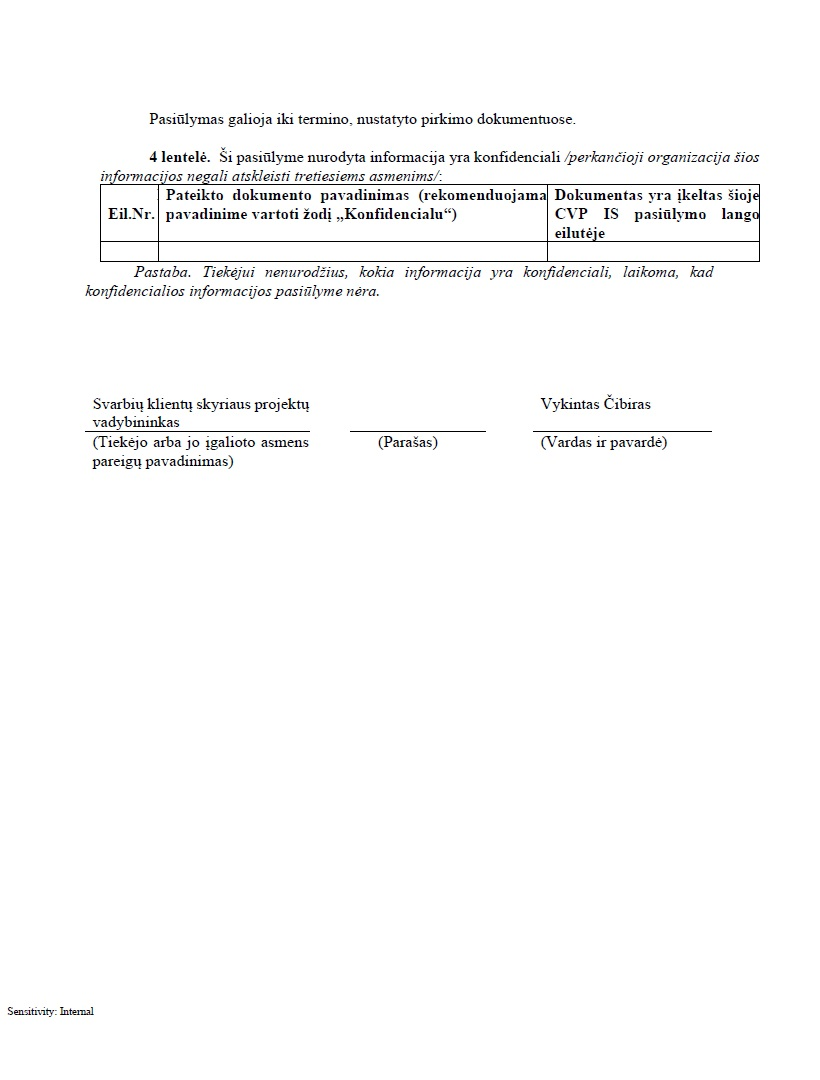 Pasiūlymas galioja iki termino, nustatyto pirkimo dokumentuose.
4 lentelė. Ši pasiūlyme nurodyta informacija yra konfidenciali /perkančioji organizacija šios
informacijos negali atskleisti tretiesiems asmenims/:
Eil.Nr.
Pateikto dokumento pavadinimas (rekomenduojama
pavadinime vartoti žodį „Konfidencialu“)
Dokumentas yra įkeltas šioje
CVP IS pasiūlymo lango
eilutėje
Pastaba. Tiekėjui nenurodžius, kokia informacija yra konfidenciali, laikoma, kad
konfidencialios informacijos pasiūlyme nėra.
Svarbių klientų skyriaus projektų
vadybininkas
Vykintas Čibiras
(Tiekėjo arba jo įgalioto asmens
pareigų pavadinimas)
(Parašas)
(Vardas ir pavardė)
Sensitivity: Internal